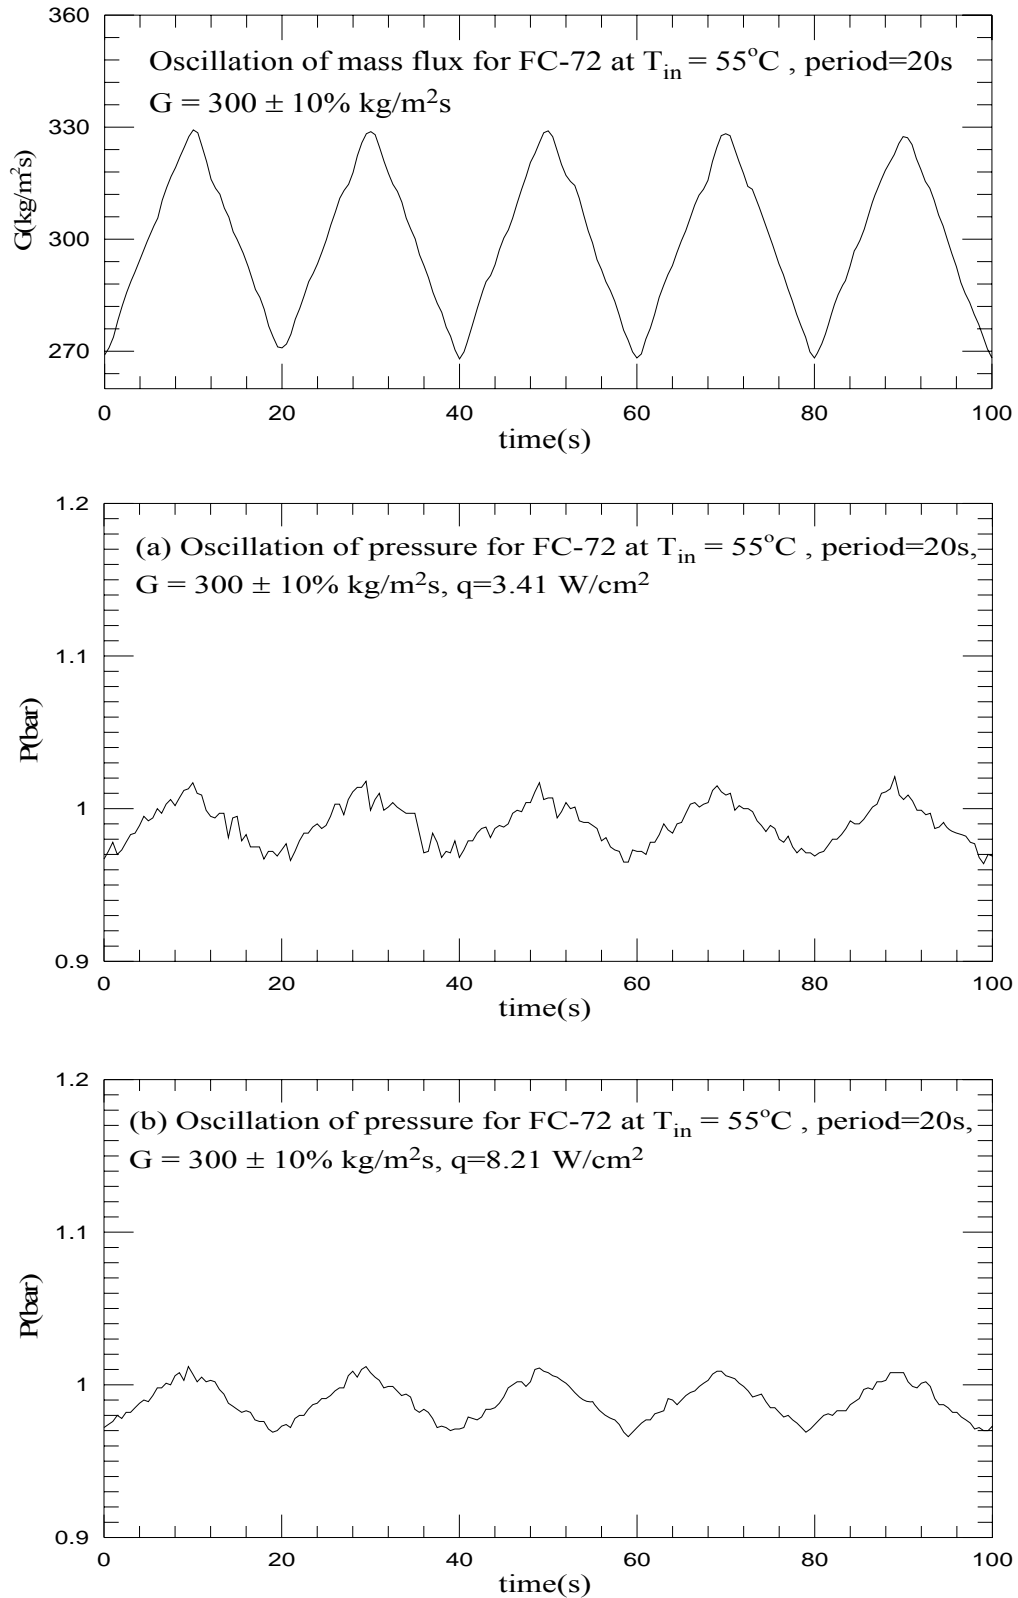 360
Oscillation of mass flux for FC-72 at Tin = 55°C , period=20s
G = 300 ± 10% kg/m²s
330
G(kg/m²s)
300
270
0 20 40 60 80 100
time(s)
1.2
(a) Oscillation of pressure for FC-72 at Tin = 55°C , period=20s,
G = 300 ± 10% kg/m²s, q=3.41 W/cm²
1.1
P(bar)
1
0.9
0 20 40 60 80 100
time(s)
1.2
(b) Oscillation of pressure for FC-72 at Tin = 55°C , period=20s,
G = 300 ± 10% kg/m²s, q=8.21 W/cm²
1.1
P(bar)
1
0.9
0 20 40 60 80 100
time(s)